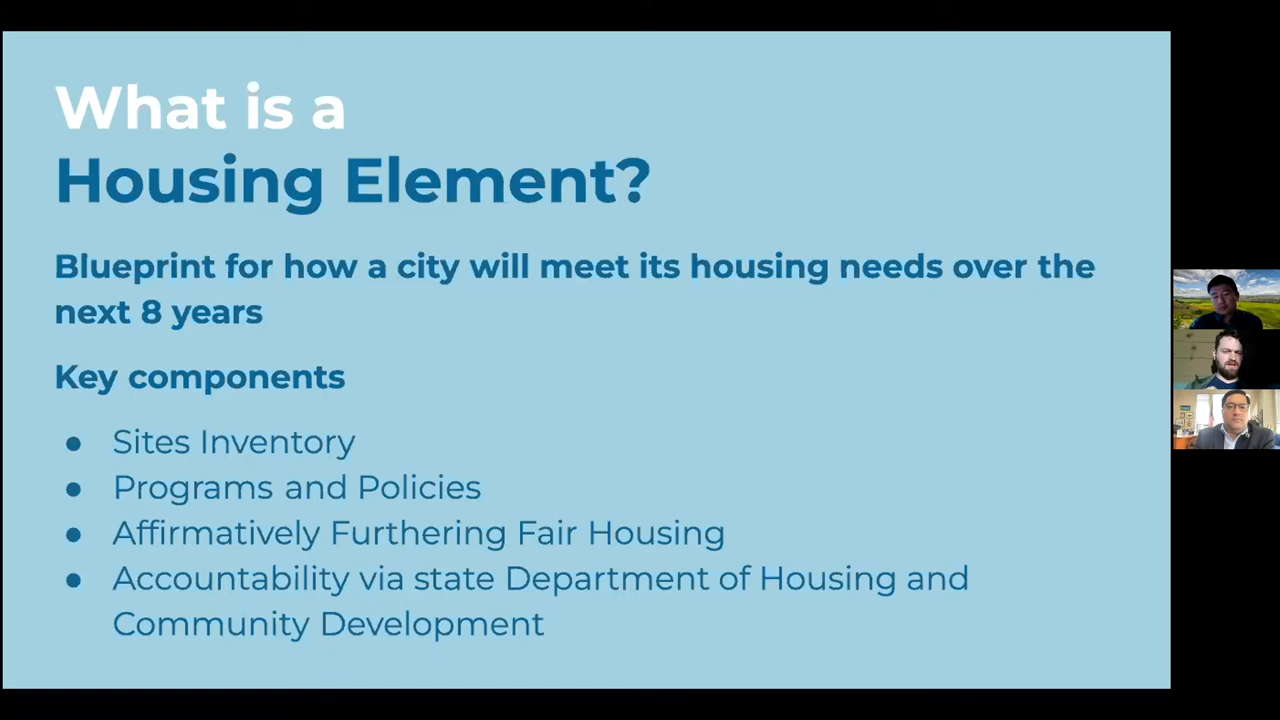 What is a
Housing Element?
Blueprint for how a city will meet its housing needs over the
next 8 years
Key components
● Sites Inventory
● Programs and Policies
● Affirmatively Furthering Fair Housing
● Accountability via state Department of Housing and
Community Development